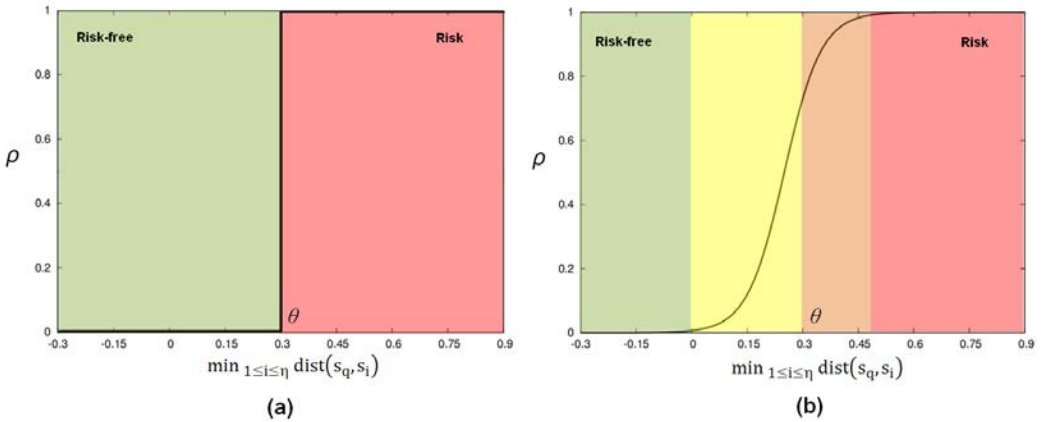 1
0.8
0.6
0.4
0.2
0
ρ
Risk-free
Risk
θ
-0.3 -0.15 0 0.15 0.3 0.45 0.6 0.75 0.9
min 1≤i≤η dist(sq,si)
(a)
1
0.8
0.6
0.4
0.2
0
ρ
Risk-free
Risk
θ
-0.3 -0.15 0 0.15 0.3 0.45 0.6 0.75 0.9
min 1≤i≤η dist(sq,si)
(b)